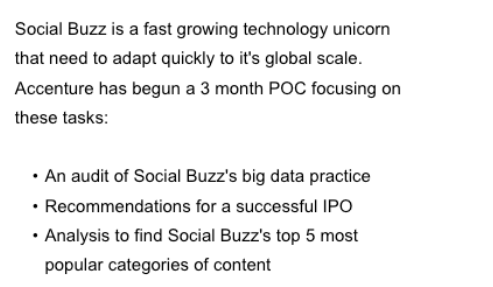 Social Buzz is a fast growing technology unicorn
that need to adapt quickly to it's global scale.
Accenture has begun a 3 month POC focusing on
these tasks:
• An audit of Social Buzz's big data practice
• Recommendations for a successful IPO
• Analysis to find Social Buzz's top 5 most
popular categories of content